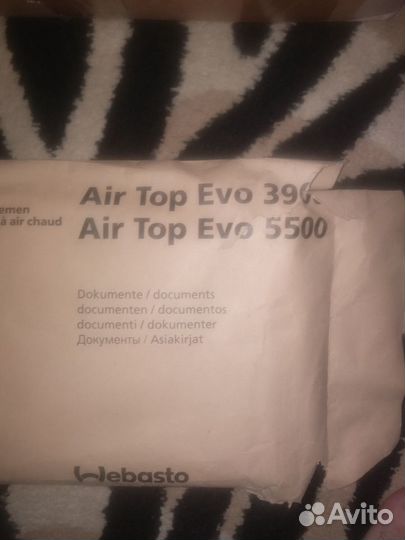 Air Top Evo 390
Air Top Evo 5500
emen
à air chaud
Dokumente / documents
documenten / documentos
documenti / dokumenter
Документы / Asiakirjat
Webasto
Avito